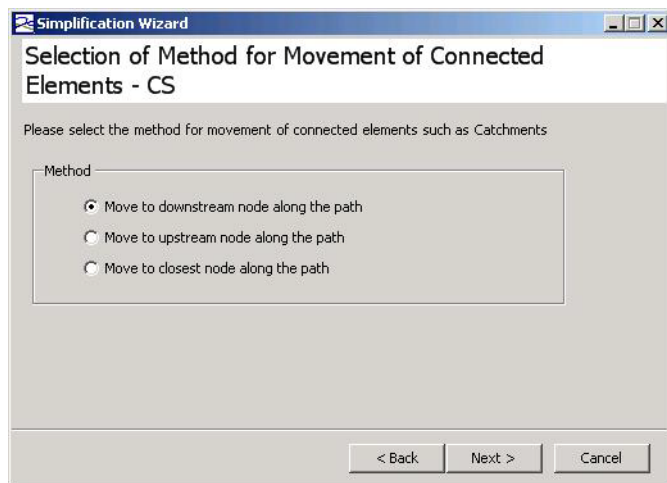 Simplification Wizard
Selection of Method for Movement of Connected
Elements - CS
Please select the method for movement of connected elements such as Catchments
Method
Move to downstream node along the path
Move to upstream node along the path
Move to closest node along the path
< Back Next > Cancel